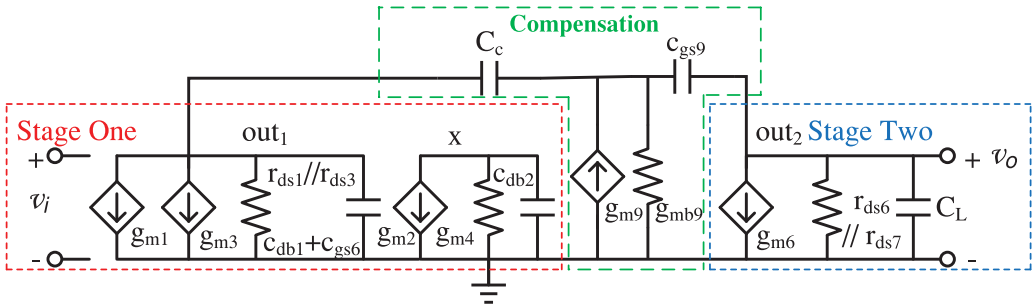 Compensation
C_c
c_gs9
Stage One
out_1
x
out_2 Stage Two
+
v_i
-
r_ds1//r_ds3
c_db2
g_m1
g_m3
c_db1+c_gs6
g_m2
g_m4
g_m9
g_mb9
g_m6
r_ds6
// r_ds7
C_L
+ v_o
-